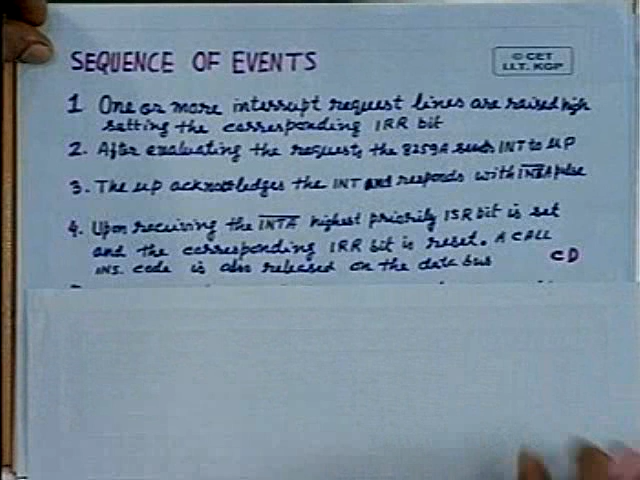 SEQUENCE OF EVENTS
© CET
I.I.T. KGP
1 One or more interrupt request lines are raised high
setting the corresponding IRR bit
2. After evaluating the requests the 8259A sends INT to UP
3. The up acknowledges the INT and responds with INTA pulse
4. Upon receiving the INTA highest priority ISR bit is set
and the corresponding IRR bit is reset. A CALL
INS. code is also released on the data bus
CD